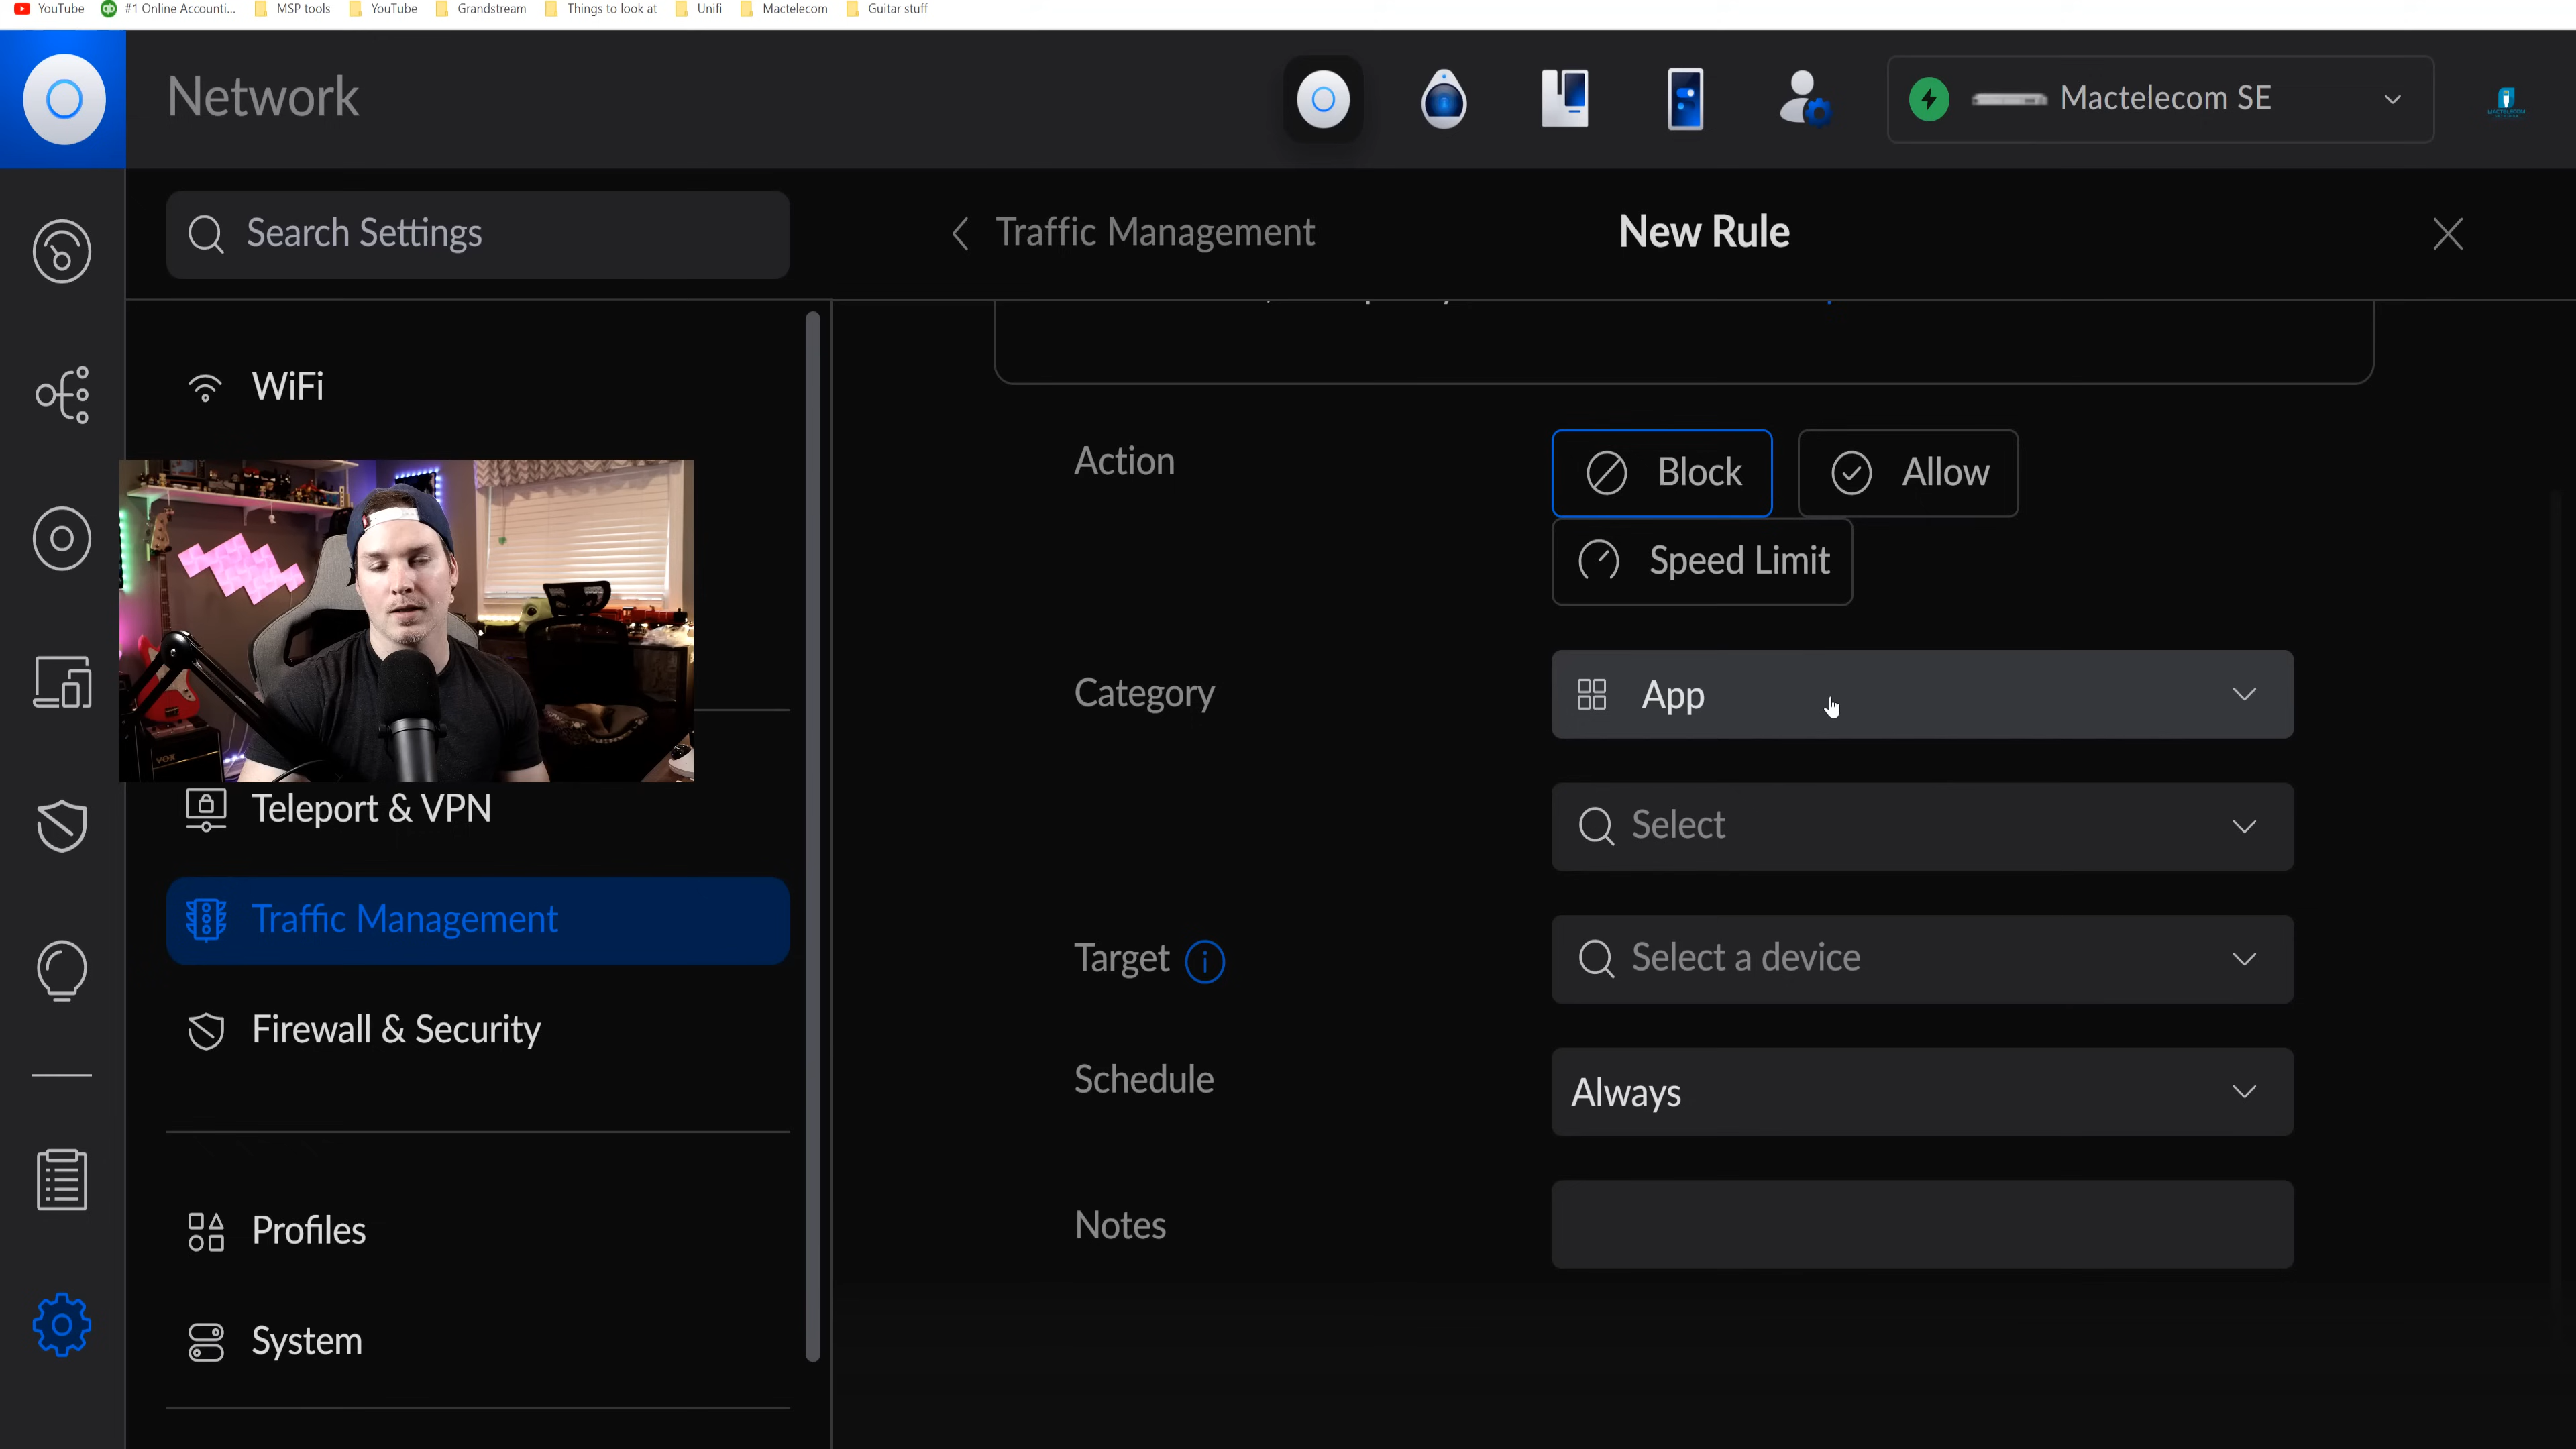 YouTube #1 Online Accounti... MSP tools YouTube Grandstream Things to look at Unifi Mactelecom Guitar stuff
Network Mactelecom SE
Search Settings
Traffic Management New Rule
WiFi
Action Block Allow
Speed Limit
Category App
Teleport & VPN Select
Traffic Management
Target Select a device
Firewall & Security
Schedule Always
Profiles
Notes
System
VOX